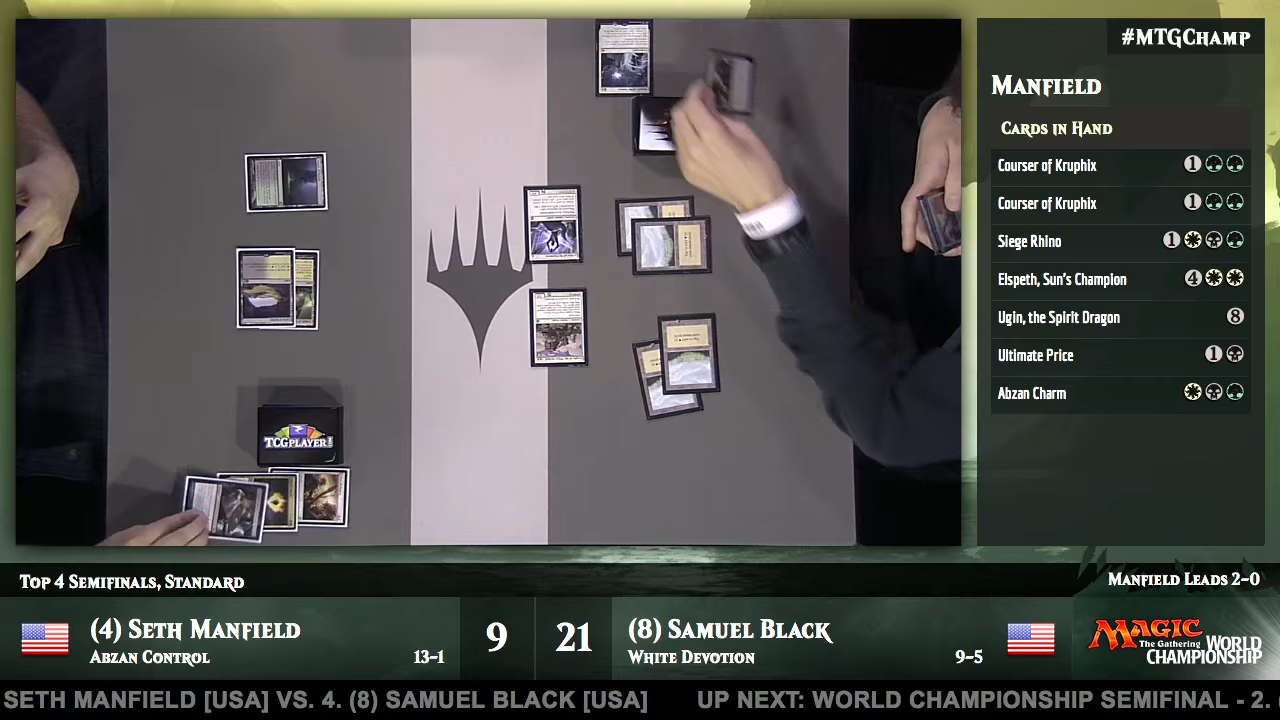 #MTGChamp
Manfield
Cards in Hand
Courser of Kruphix 1
Courser of Kruphix 1
Siege Rhino 1
Elspeth, Sun's Champion 4
Ugin, the Spirit Dragon 8
Ultimate Price 1
Abzan Charm
TCGPLAYER!
Top 4 Semifinals, Standard
Manfield Leads 2-0
(4) Seth Manfield
Abzan Control 13-1
9 21
(8) Samuel Black
White Devotion 9-5
Magic
The Gathering
World
Championship
SETH MANFIELD [USA] VS. 4. (8) SAMUEL BLACK [USA] UP NEXT: WORLD CHAMPIONSHIP SEMIFINAL - 2.